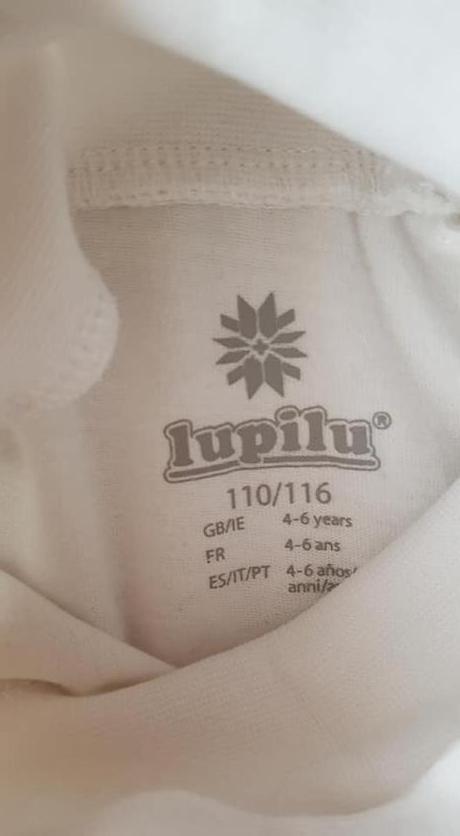 lupilu®
110/116
GB/IE 4-6 years
FR 4-6 ans
ES/IT/PT 4-6 años/
anni/